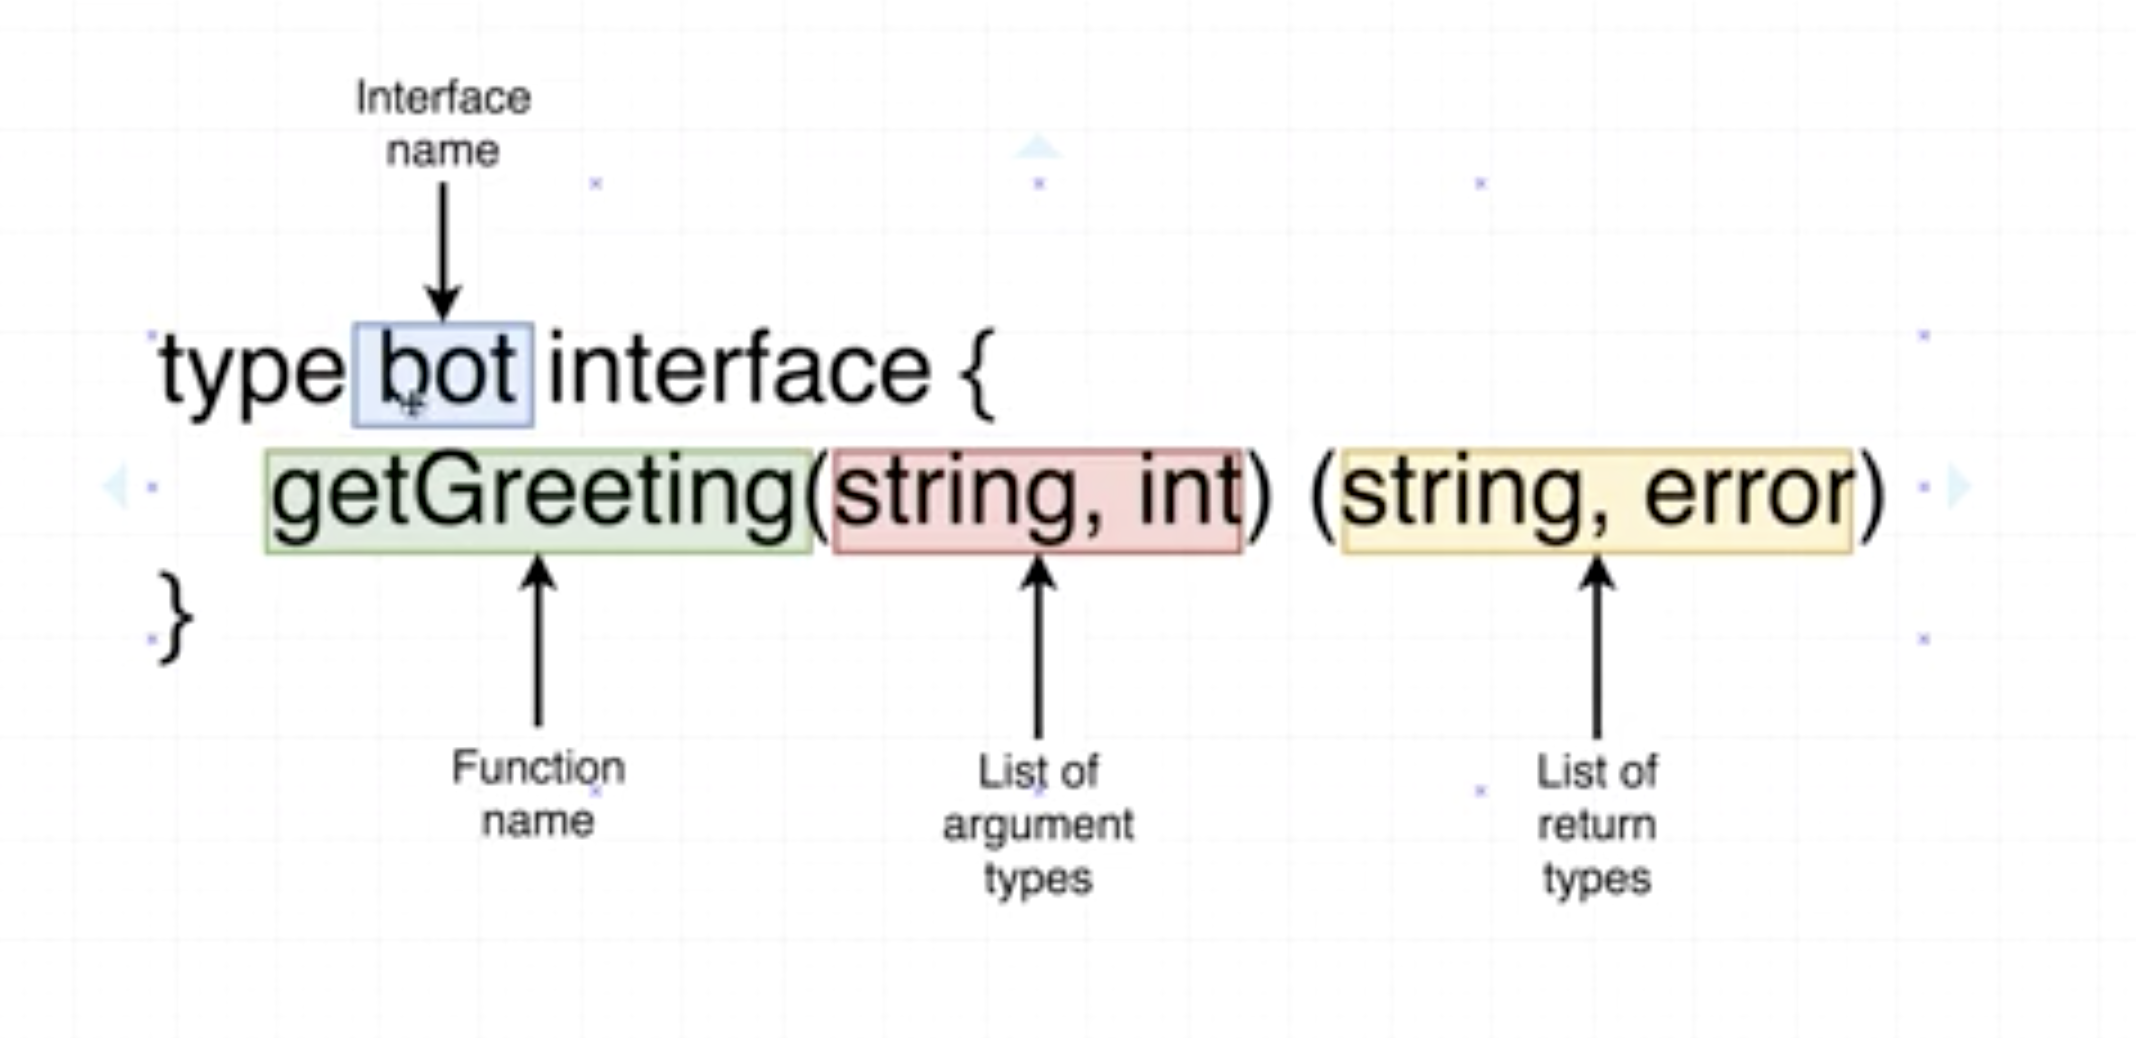 Interface
name
type bot interface {
getGreeting(string, int) (string, error)
}
Function
name
List of
argument
types
List of
return
types